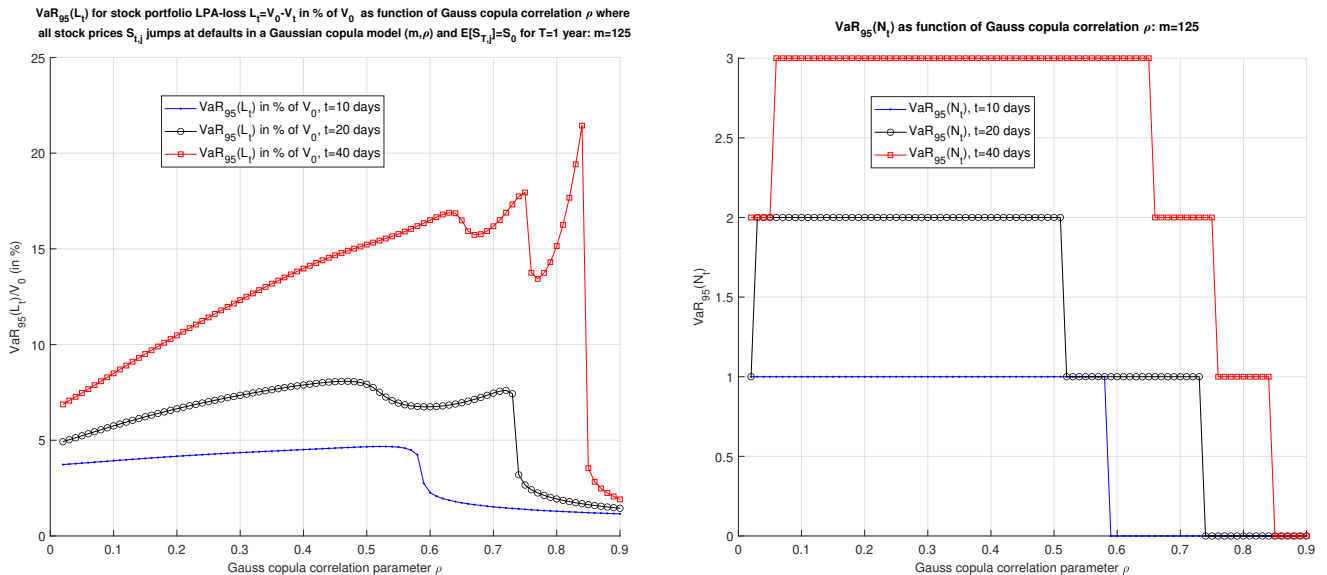 VaR₉₅(Lₜ) for stock portfolio LPA-loss Lₜ=V₀-Vₜ in % of V₀ as function of Gauss copula correlation ρ where
all stock prices Sₜ,ⱼ jumps at defaults in a Gaussian copula model (m,ρ) and E[S_T,ⱼ]=S₀ for T=1 year: m=125
25
20
15
10
5
0
VaR₉₅(Lₜ)/V₀ (in %)
VaR₉₅(Lₜ) in % of V₀, t=10 days
VaR₉₅(Lₜ) in % of V₀, t=20 days
VaR₉₅(Lₜ) in % of V₀, t=40 days
0 0.1 0.2 0.3 0.4 0.5 0.6 0.7 0.8 0.9
Gauss copula correlation parameter ρ
VaR₉₅(Nₜ) as function of Gauss copula correlation ρ: m=125
3
2.5
2
1.5
1
0.5
0
VaR₉₅(Nₜ)
VaR₉₅(Nₜ), t=10 days
VaR₉₅(Nₜ), t=20 days
VaR₉₅(Nₜ), t=40 days
0 0.1 0.2 0.3 0.4 0.5 0.6 0.7 0.8 0.9
Gauss copula correlation parameter ρ